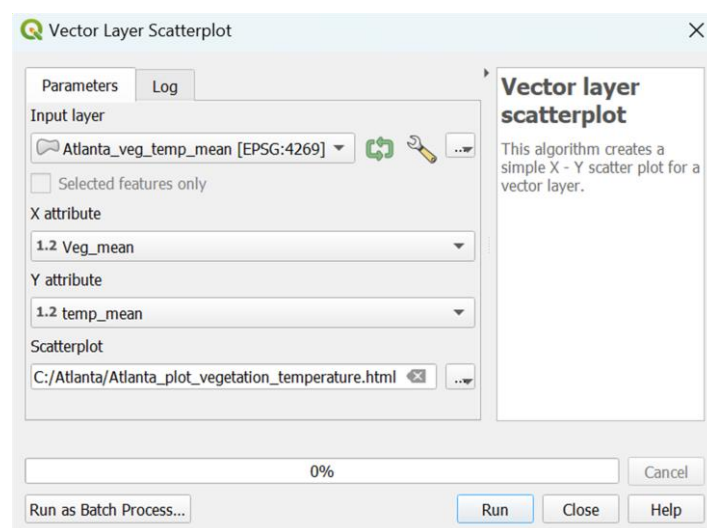 Vector Layer Scatterplot
Parameters
Log
Input layer
Atlanta_veg_temp_mean [EPSG:4269]
...
Selected features only
X attribute
1.2 Veg_mean
Y attribute
1.2 temp_mean
Scatterplot
C:/Atlanta/Atlanta_plot_vegetation_temperature.html
...
Vector layer
scatterplot
This algorithm creates a
simple X - Y scatter plot for a
vector layer.
0%
Cancel
Run as Batch Process...
Run
Close
Help